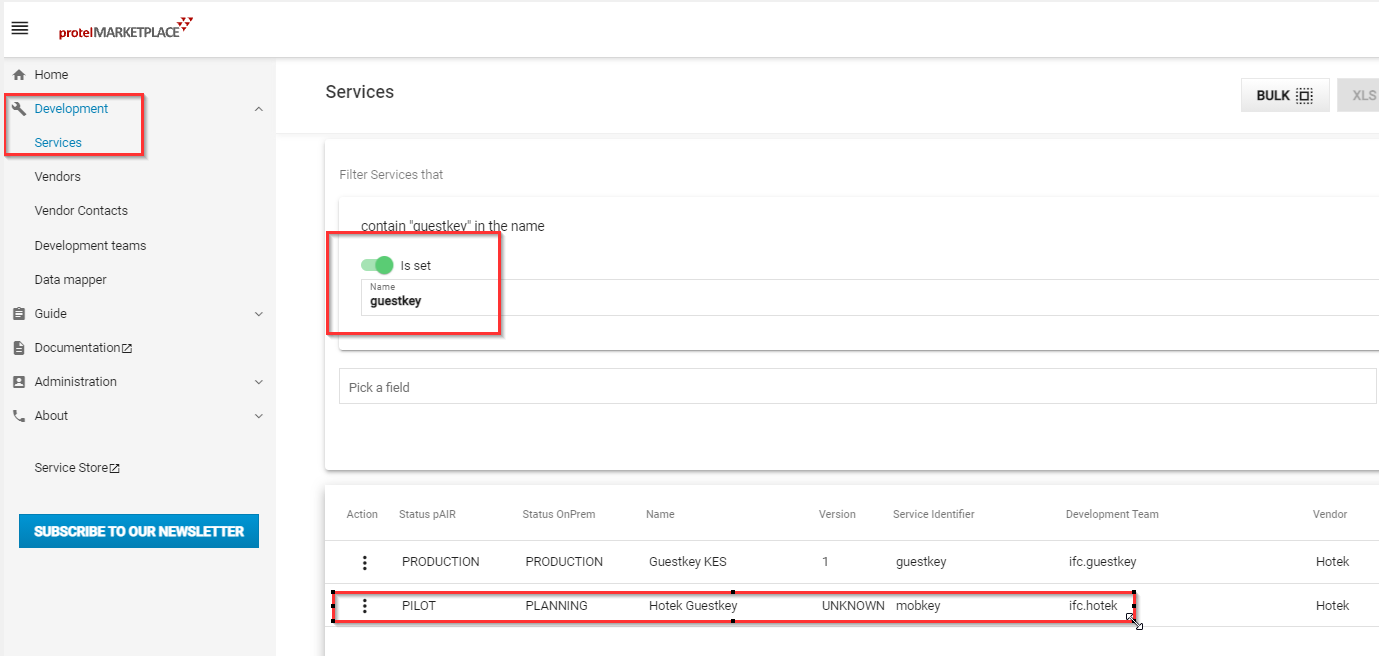 protelMARKETPLACE
Home
Development
Services
Vendors
Vendor Contacts
Development teams
Data mapper
Guide
Documentation
Administration
About
Service Store
SUBSCRIBE TO OUR NEWSLETTER
Services
BULK
XLS
Filter Services that
contain "guestkey" in the name
Is set
Name
guestkey
Pick a field
Action Status pAIR Status OnPrem Name Version Service Identifier Development Team Vendor
PRODUCTION PRODUCTION Guestkey KES 1 guestkey ifc.guestkey Hotek
PILOT PLANNING Hotek Guestkey UNKNOWN mobkey ifc.hotek Hotek